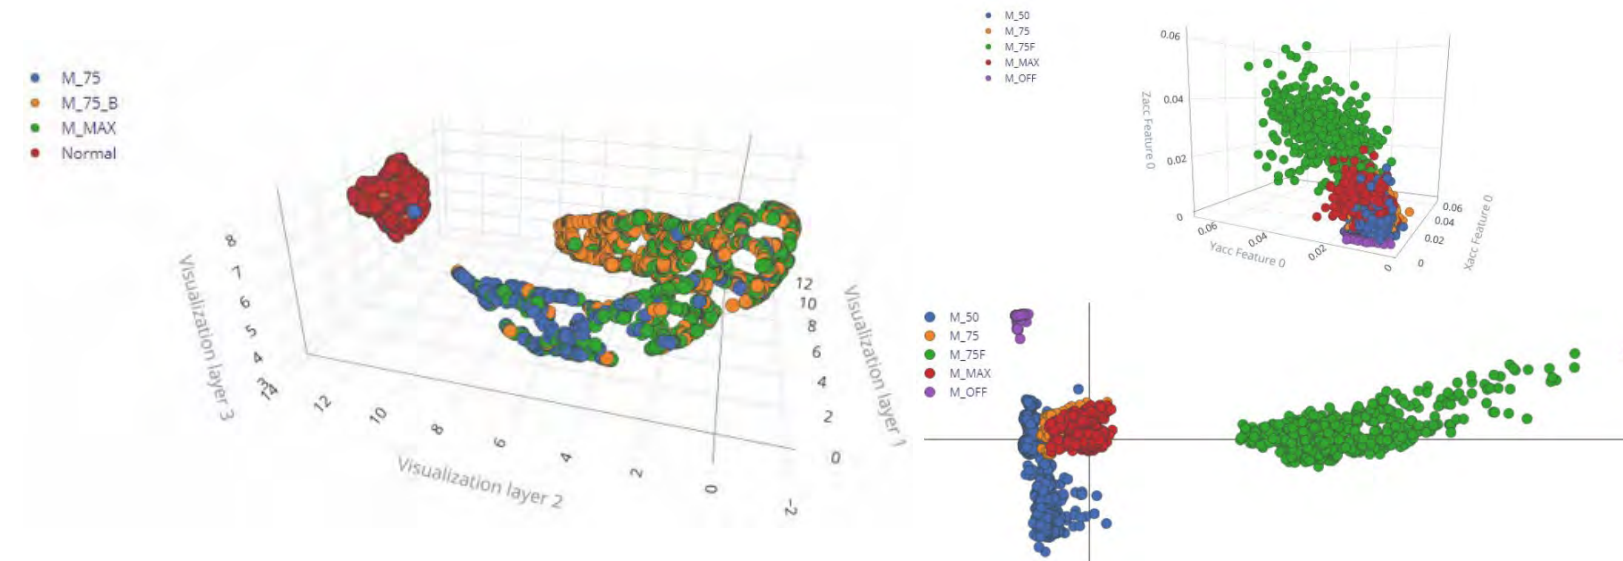 M_75
M_75_B
M_MAX
Normal
8
7
6
5
4
3
14
12
10
8
6
4
2
0
-2
12
10
8
6
4
2
0
Visualization layer 3
Visualization layer 2
Visualization layer 1
M_50
M_75
M_75F
M_MAX
M_OFF
0.06
0.04
0.02
0
Zacc Feature 0
0.06
0.04
0.02
0
Yacc Feature 0
0.06
0.04
0.02
0
Xacc Feature 0
M_50
M_75
M_75F
M_MAX
M_OFF